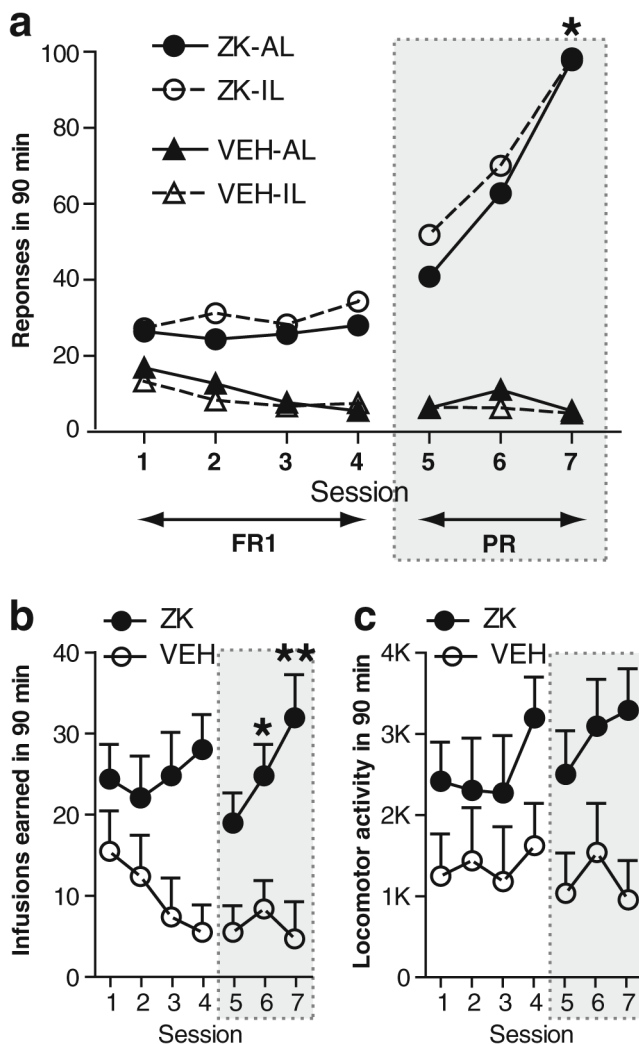 a
Reponses in 90 min
100
80
60
40
20
0
ZK-AL
ZK-IL
VEH-AL
VEH-IL
*
1 2 3 4 5 6 7
Session
FR1 PR
b
ZK
VEH
Infusions earned in 90 min
40
30
20
10
0
*
**
1 2 3 4 5 6 7
Session
c
ZK
VEH
Locomotor activity in 90 min
4K
3K
2K
1K
0
1 2 3 4 5 6 7
Session